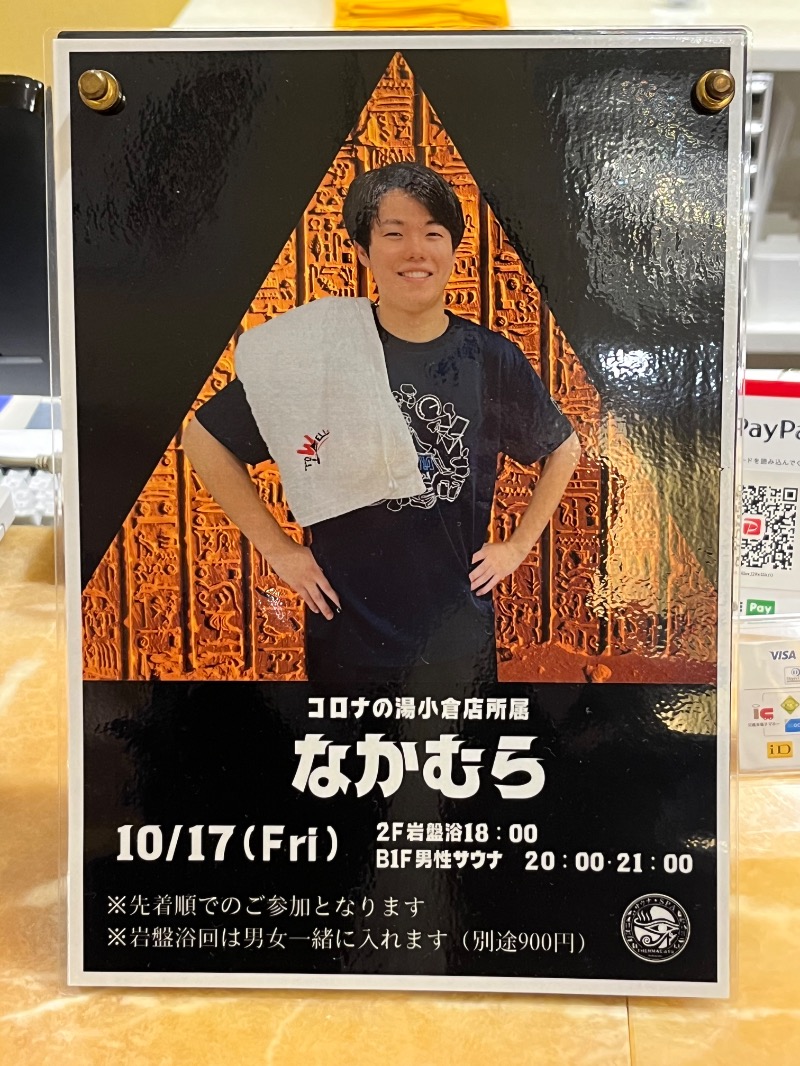 コロナの湯小倉店所属
なかむら
10/17(Fri)
2F岩盤浴18：00
B1F男性サウナ 20：00·21：00
※先着順でのご参加となります
※岩盤浴回は男女一緒に入れます（別途900円）
PayPa
Pay
VISA
iD